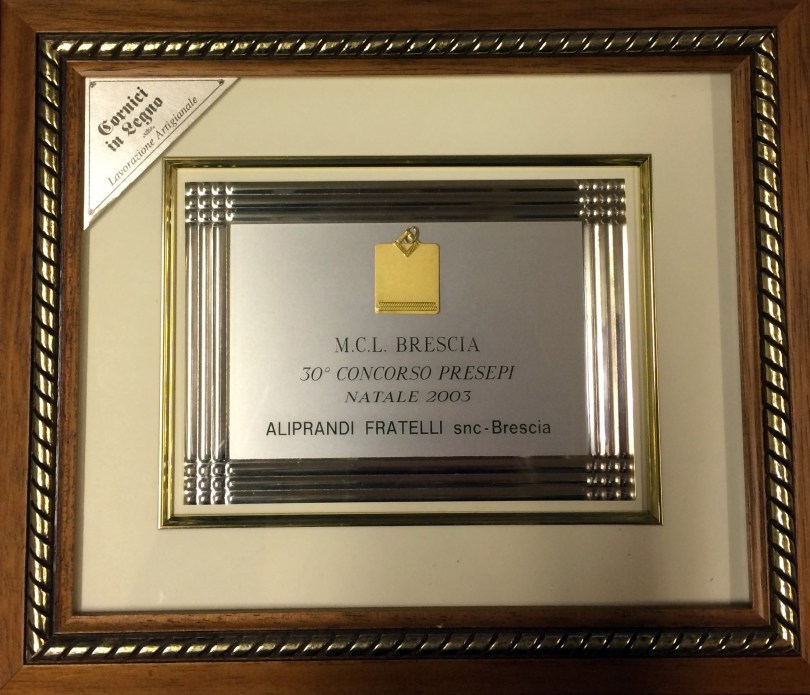 Cornici
in Legno
Lavorazione Artigianale
M.C.L. BRESCIA
30° CONCORSO PRESEPI
NATALE 2003
ALIPRANDI FRATELLI snc-Brescia